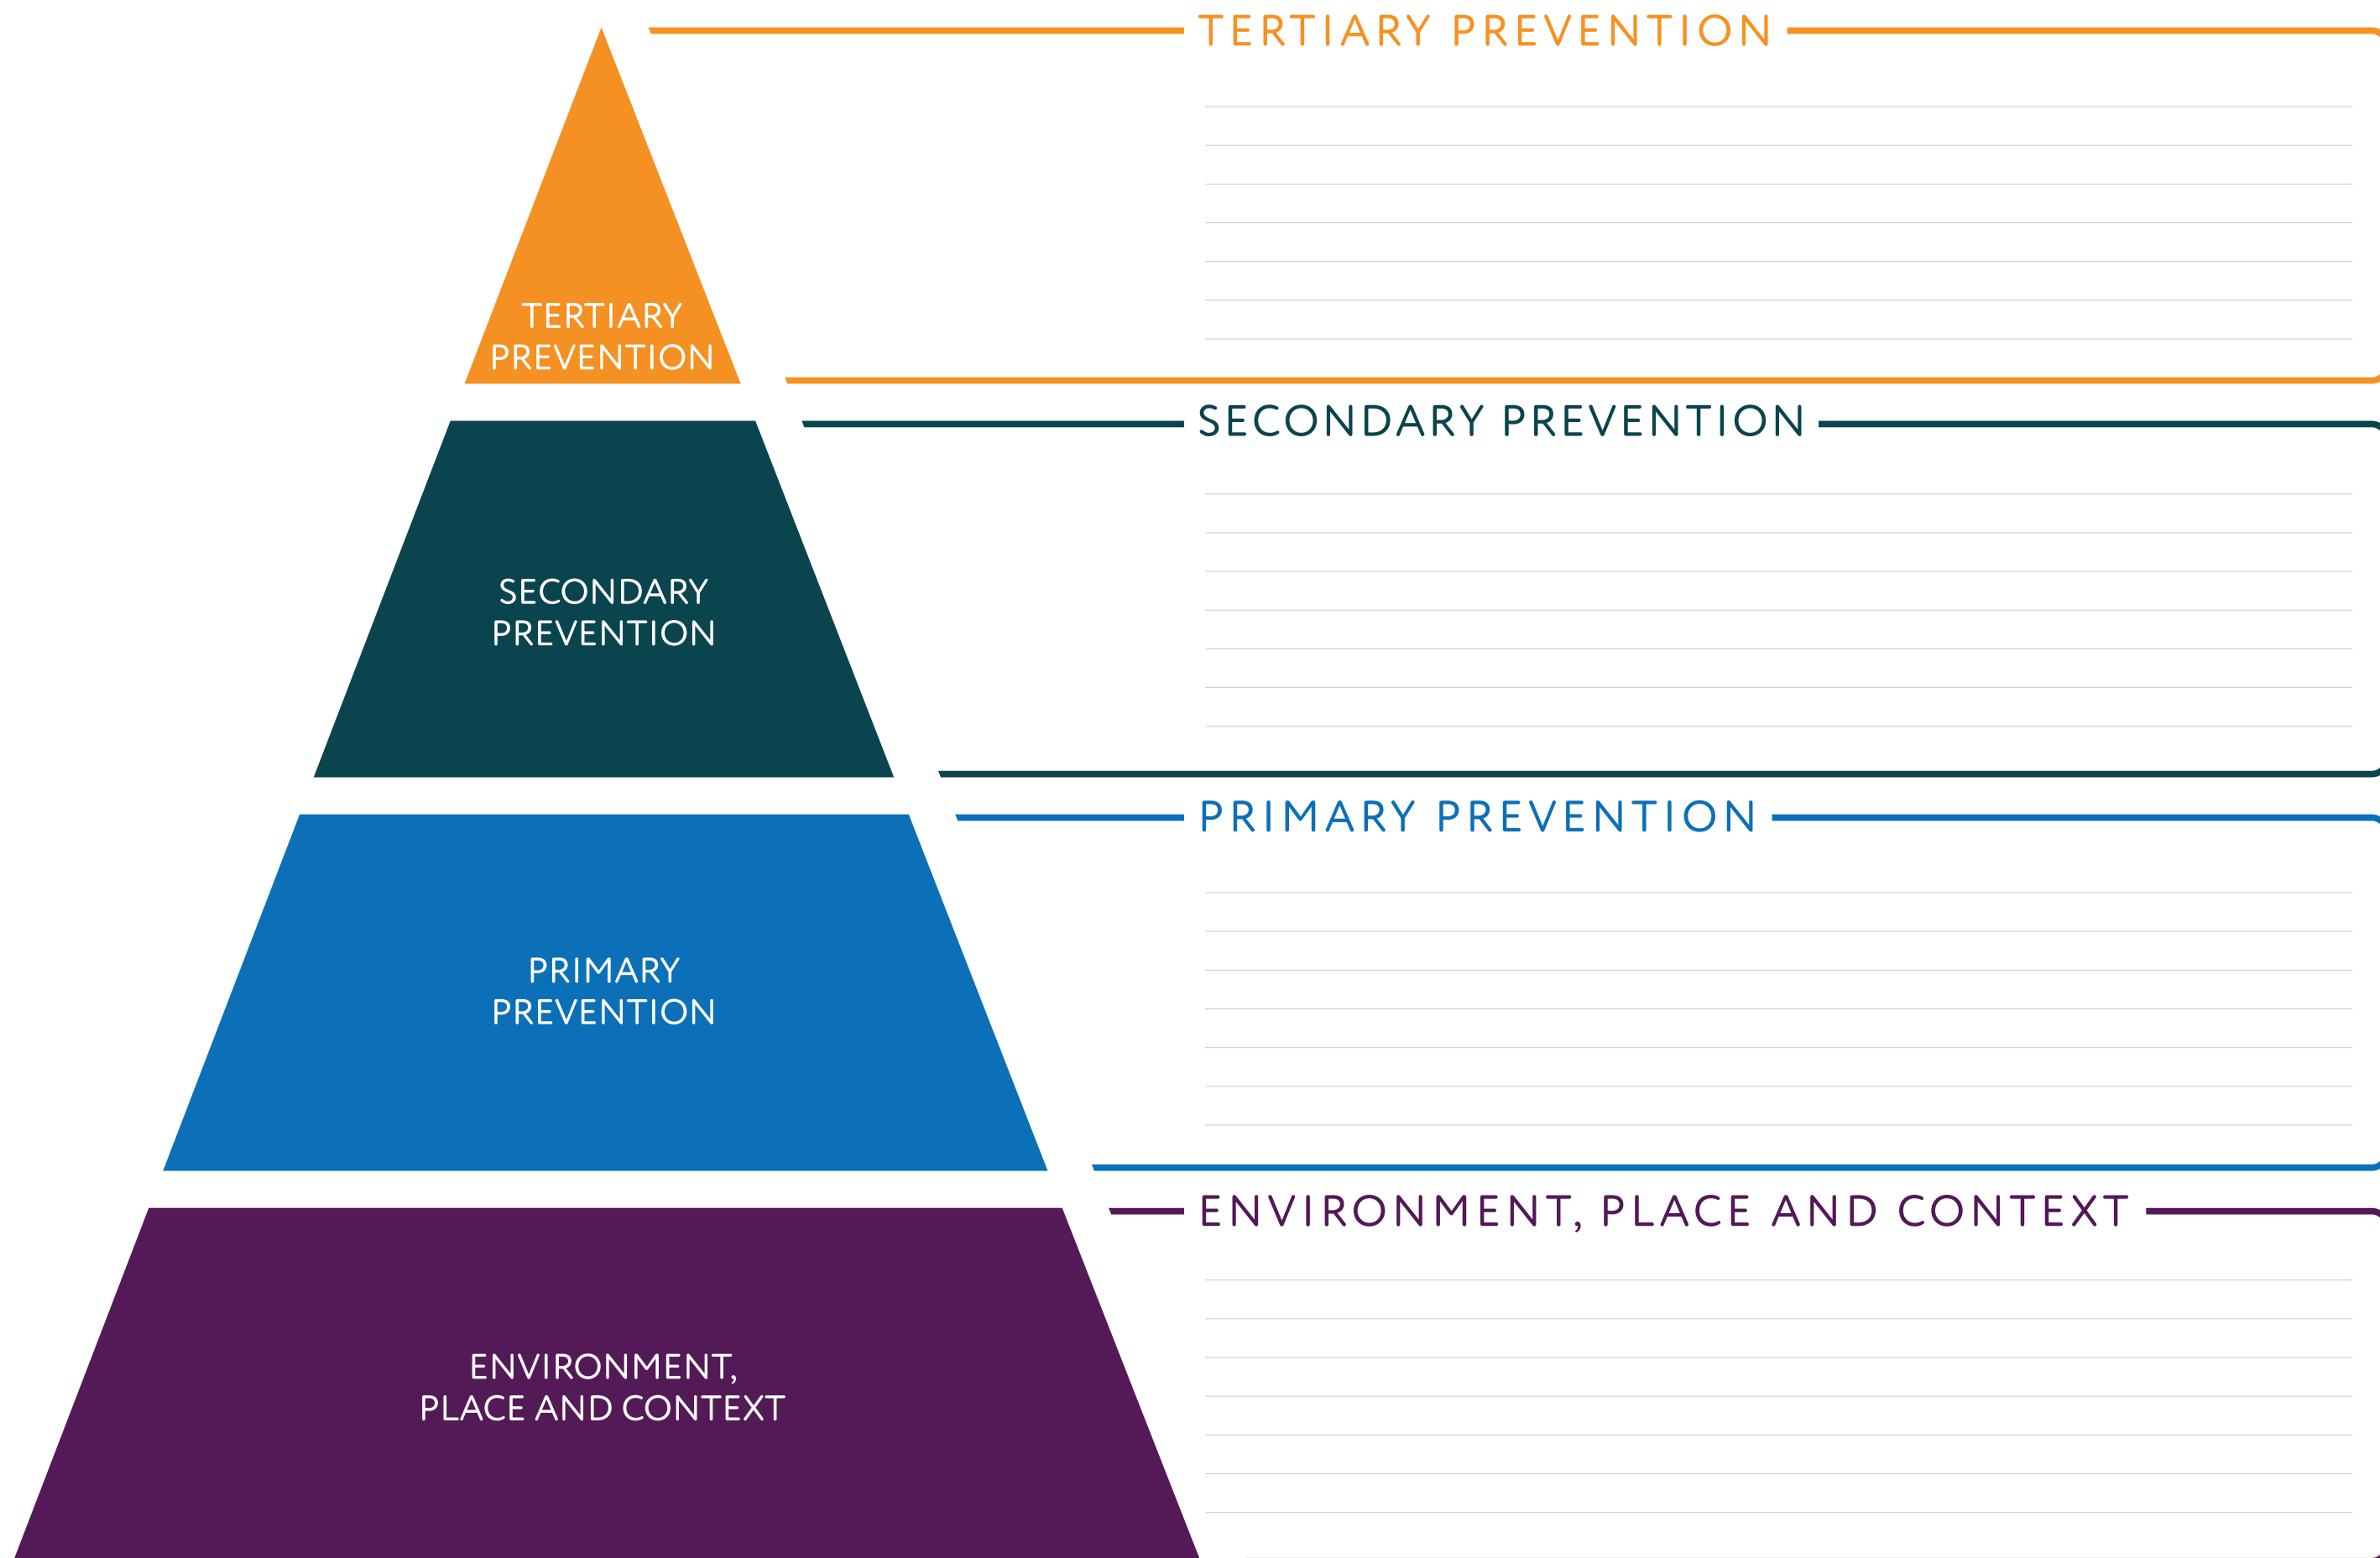 TERTIARY PREVENTION
TERTIARY
PREVENTION
SECONDARY PREVENTION
SECONDARY
PREVENTION
PRIMARY PREVENTION
PRIMARY
PREVENTION
ENVIRONMENT, PLACE AND CONTEXT
ENVIRONMENT,
PLACE AND CONTEXT